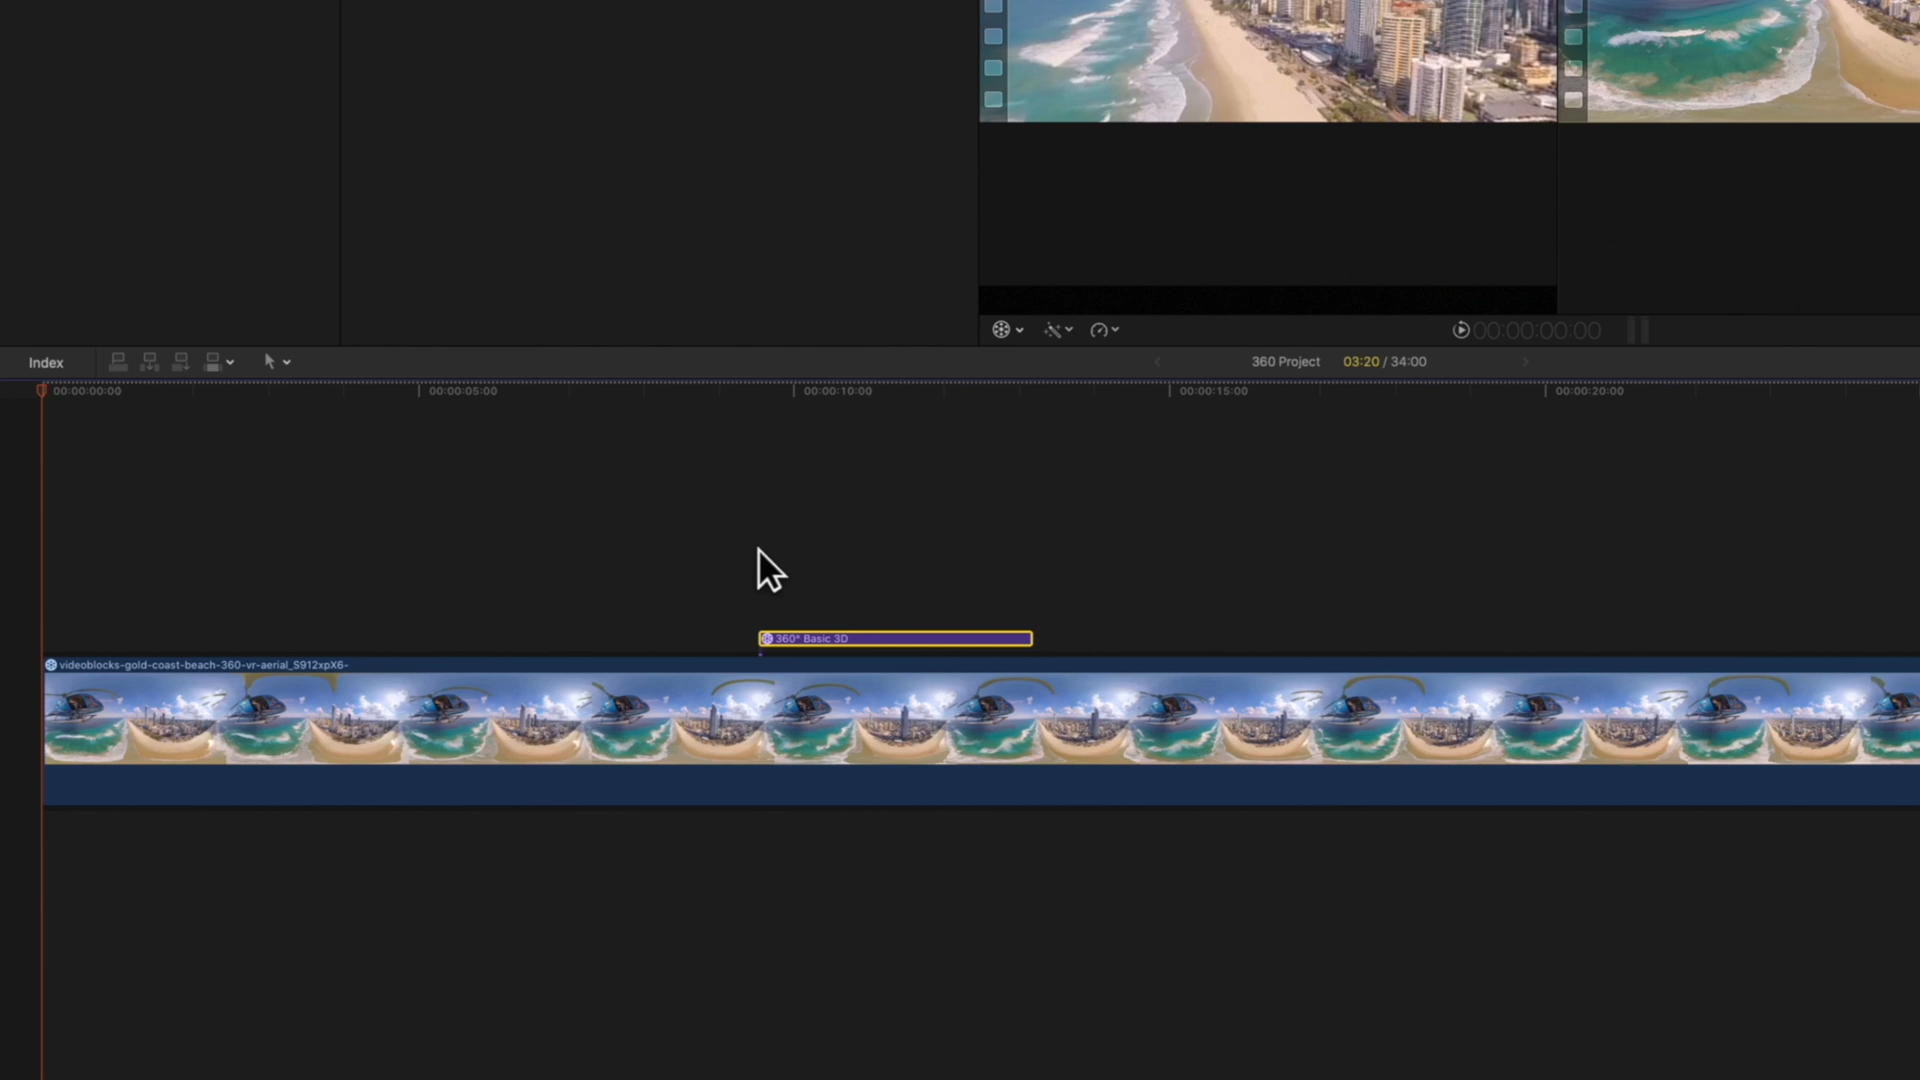 00:00:00:00
Index
360 Project 03:20 / 34:00
00:00:00:00 00:00:05:00 00:00:10:00 00:00:15:00 00:00:20:00
360° Basic 3D
videoblocks-gold-coast-beach-360-vr-aerial_S912xpX6-